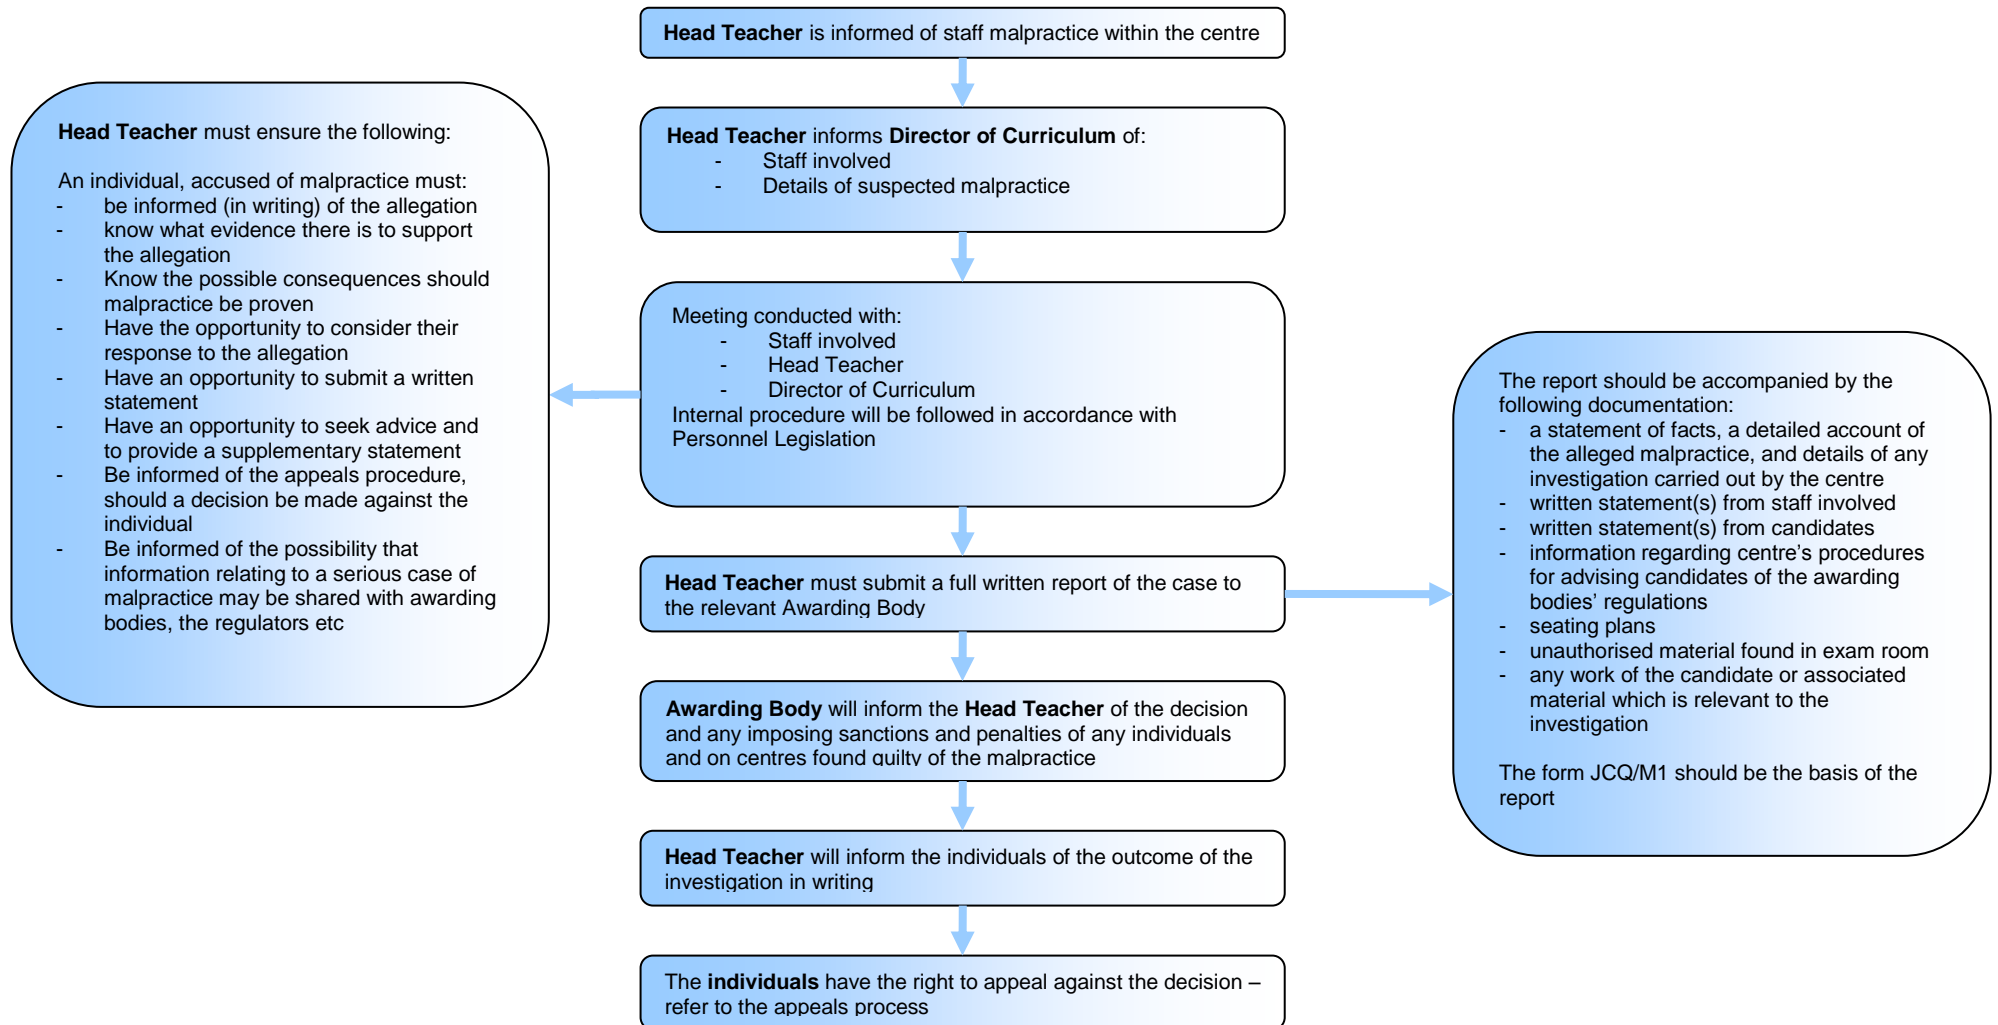 Head Teacher is informed of staff malpractice within the centre
Head Teacher informs Director of Curriculum of:
- Staff involved
- Details of suspected malpractice
Meeting conducted with:
- Staff involved
- Head Teacher
- Director of Curriculum
Internal procedure will be followed in accordance with
Personnel Legislation
Head Teacher must ensure the following:
An individual, accused of malpractice must:
- be informed (in writing) of the allegation
- know what evidence there is to support
the allegation
- Know the possible consequences should
malpractice be proven
- Have the opportunity to consider their
response to the allegation
- Have an opportunity to submit a written
statement
- Have an opportunity to seek advice and
to provide a supplementary statement
- Be informed of the appeals procedure,
should a decision be made against the
individual
- Be informed of the possibility that
information relating to a serious case of
malpractice may be shared with awarding
bodies, the regulators etc
Head Teacher must submit a full written report of the case to
the relevant Awarding Body
The report should be accompanied by the
following documentation:
- a statement of facts, a detailed account of
the alleged malpractice, and details of any
investigation carried out by the centre
- written statement(s) from staff involved
- written statement(s) from candidates
- information regarding centre's procedures
for advising candidates of the awarding
bodies' regulations
- seating plans
- unauthorised material found in exam room
- any work of the candidate or associated
material which is relevant to the
investigation
The form JCQ/M1 should be the basis of the
report
Awarding Body will inform the Head Teacher of the decision
and any imposing sanctions and penalties of any individuals
and on centres found guilty of the malpractice
Head Teacher will inform the individuals of the outcome of the
investigation in writing
The individuals have the right to appeal against the decision –
refer to the appeals process